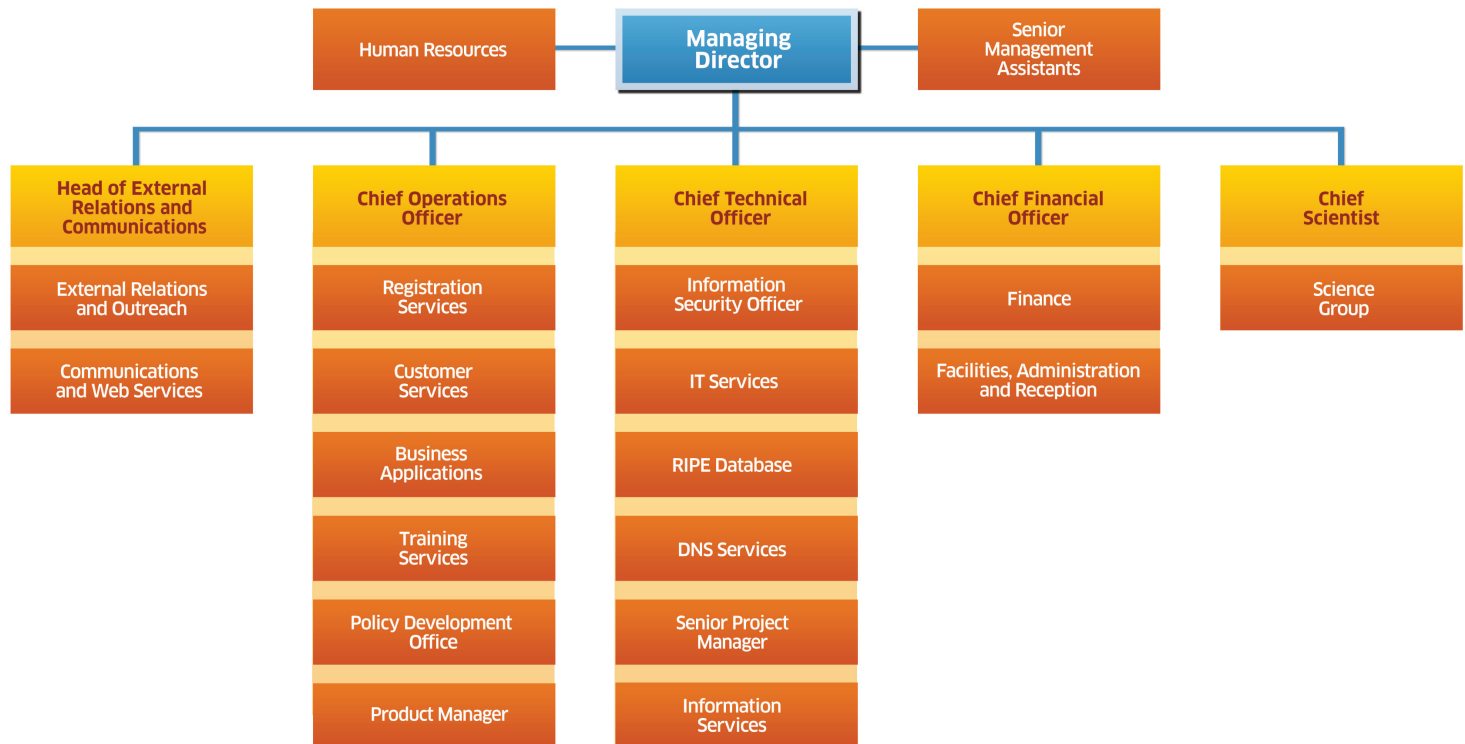 Human Resources
Managing
Director
Senior
Management
Assistants
Head of External
Relations and
Communications
External Relations
and Outreach
Communications
and Web Services
Chief Operations
Officer
Registration
Services
Customer
Services
Business
Applications
Training
Services
Policy Development
Office
Product Manager
Chief Technical
Officer
Information
Security Officer
IT Services
RIPE Database
DNS Services
Senior Project
Manager
Information
Services
Chief Financial
Officer
Finance
Facilities, Administration
and Reception
Chief
Scientist
Science
Group